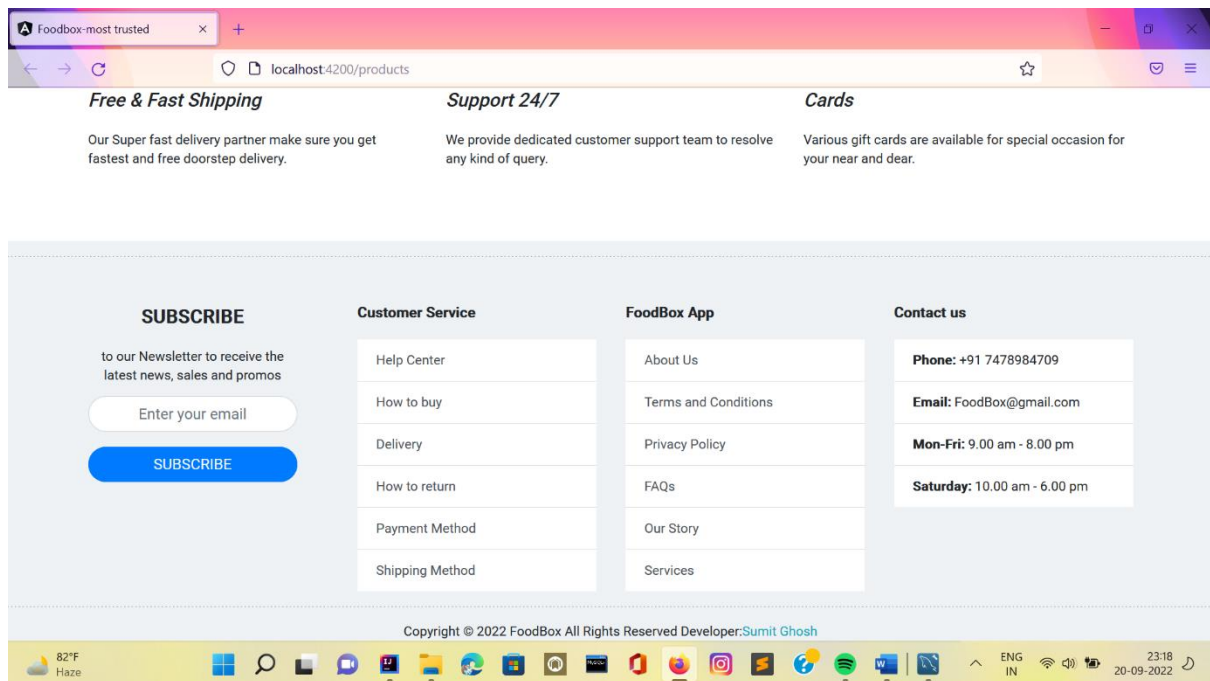 Foodbox-most trusted
localhost:4200/products
Free & Fast Shipping
Our Super fast delivery partner make sure you get
fastest and free doorstep delivery.
Support 24/7
We provide dedicated customer support team to resolve
any kind of query.
Cards
Various gift cards are available for special occasion for
your near and dear.
SUBSCRIBE
to our Newsletter to receive the
latest news, sales and promos
Enter your email
SUBSCRIBE
Customer Service
Help Center
How to buy
Delivery
How to return
Payment Method
Shipping Method
FoodBox App
About Us
Terms and Conditions
Privacy Policy
FAQs
Our Story
Services
Contact us
Phone: +91 7478984709
Email: FoodBox@gmail.com
Mon-Fri: 9.00 am - 8.00 pm
Saturday: 10.00 am - 6.00 pm
Copyright © 2022 FoodBox All Rights Reserved Developer:Sumit Ghosh
82°F
Haze
ENG
IN
23:18
20-09-2022